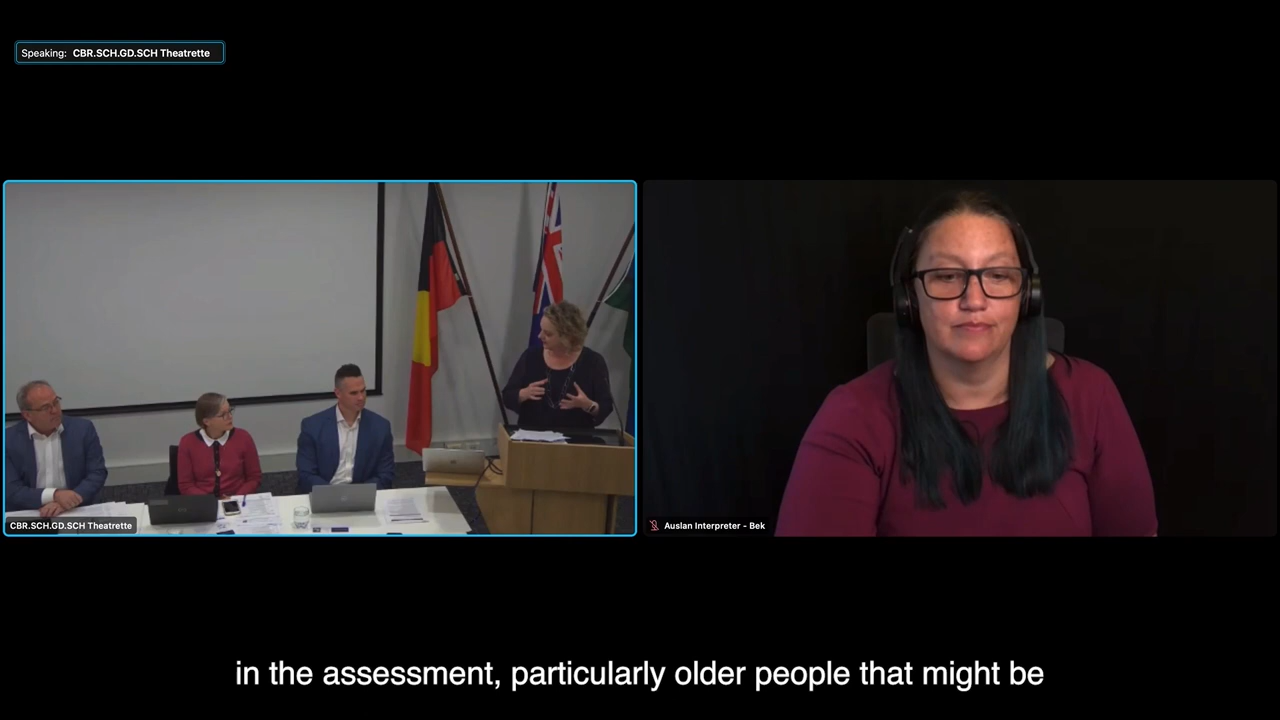 Speaking: CBR.SCH.GD.SCH Theatrette
CBR.SCH.GD.SCH Theatrette
Auslan Interpreter - Bek
in the assessment, particularly older people that might be